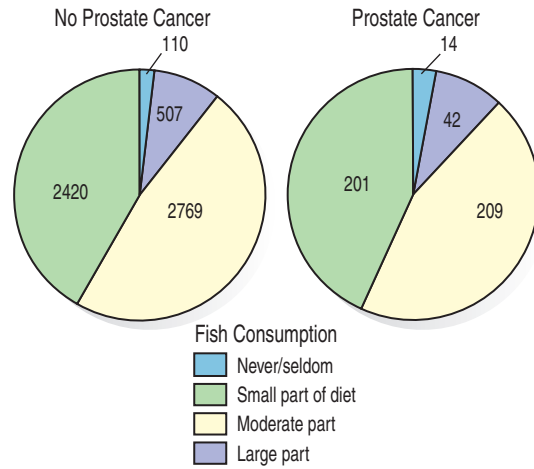 No Prostate Cancer
110
507
2420
2769
Prostate Cancer
14
42
201
209
Fish Consumption
Never/seldom
Small part of diet
Moderate part
Large part